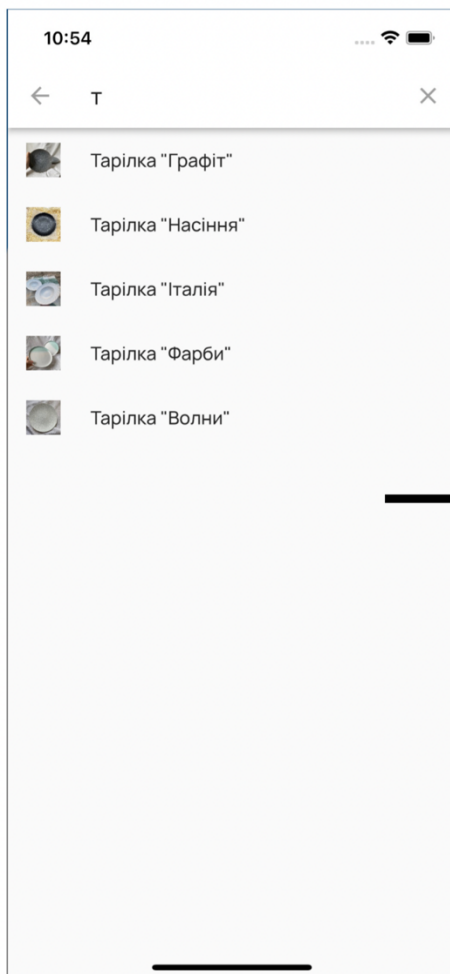 10:54
т
Тарілка "Графіт"
Тарілка "Насіння"
Тарілка "Італія"
Тарілка "Фарби"
Тарілка "Волни"